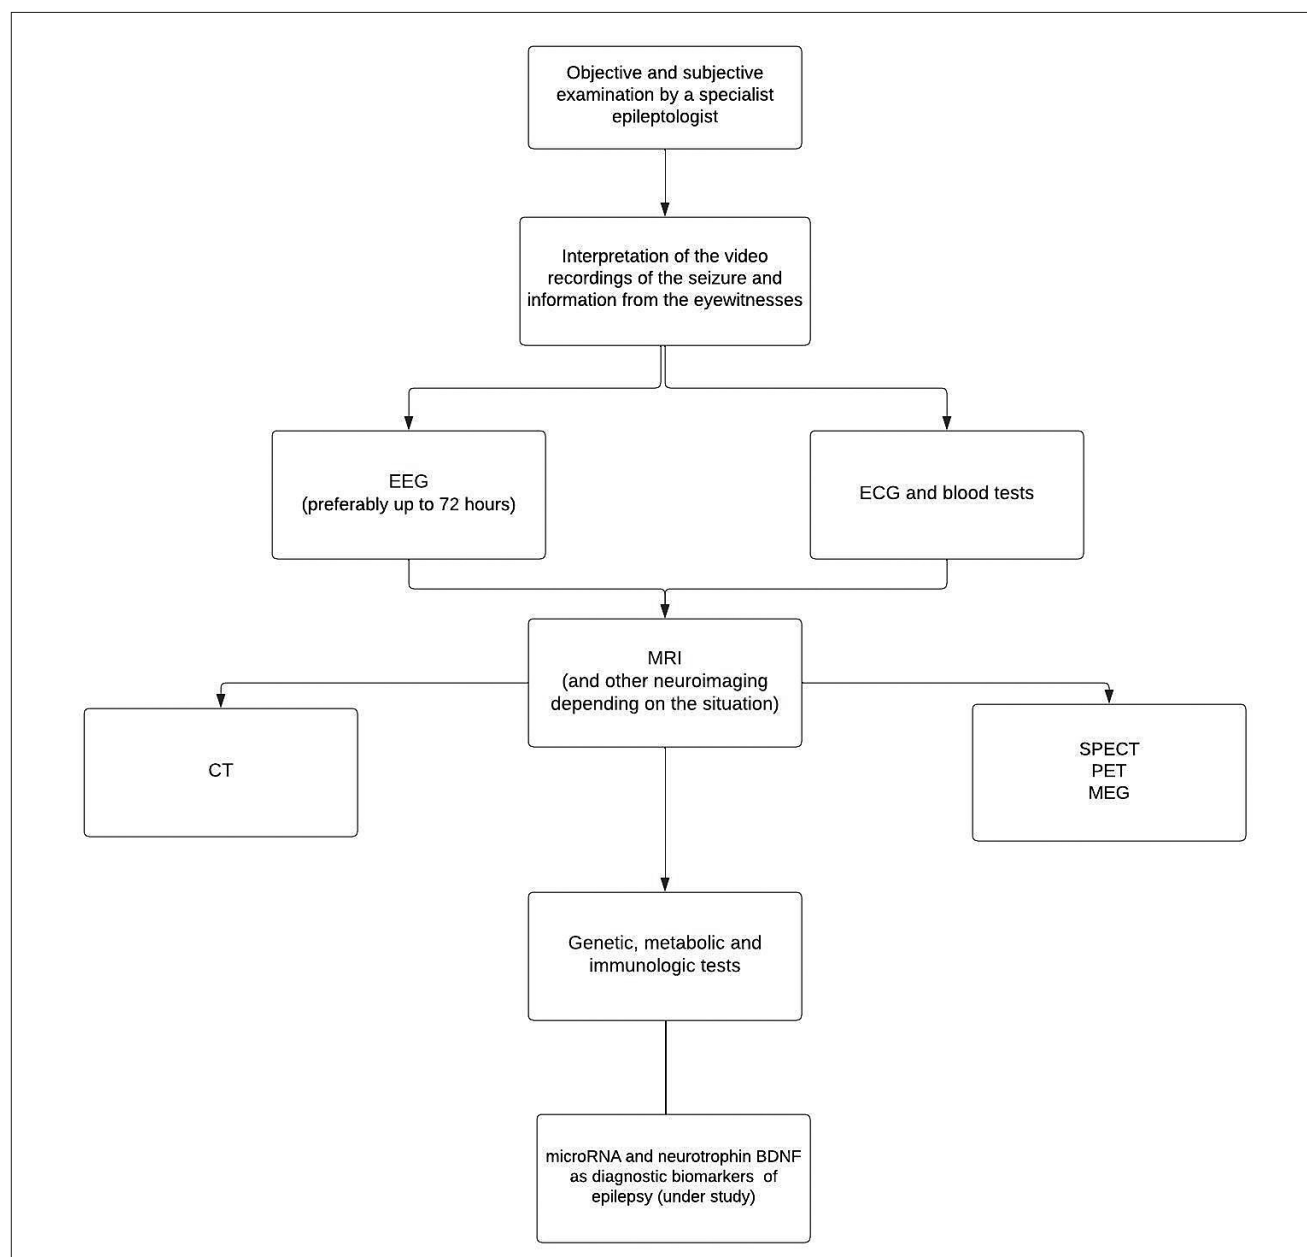 Objective and subjective
examination by a specialist
epileptologist
Interpretation of the video
recordings of the seizure and
information from the eyewitnesses
EEG
(preferably up to 72 hours)
ECG and blood tests
MRI
(and other neuroimaging
depending on the situation)
CT
SPECT
PET
MEG
Genetic, metabolic and
immunologic tests
microRNA and neurotrophin BDNF
as diagnostic biomarkers of
epilepsy (under study)